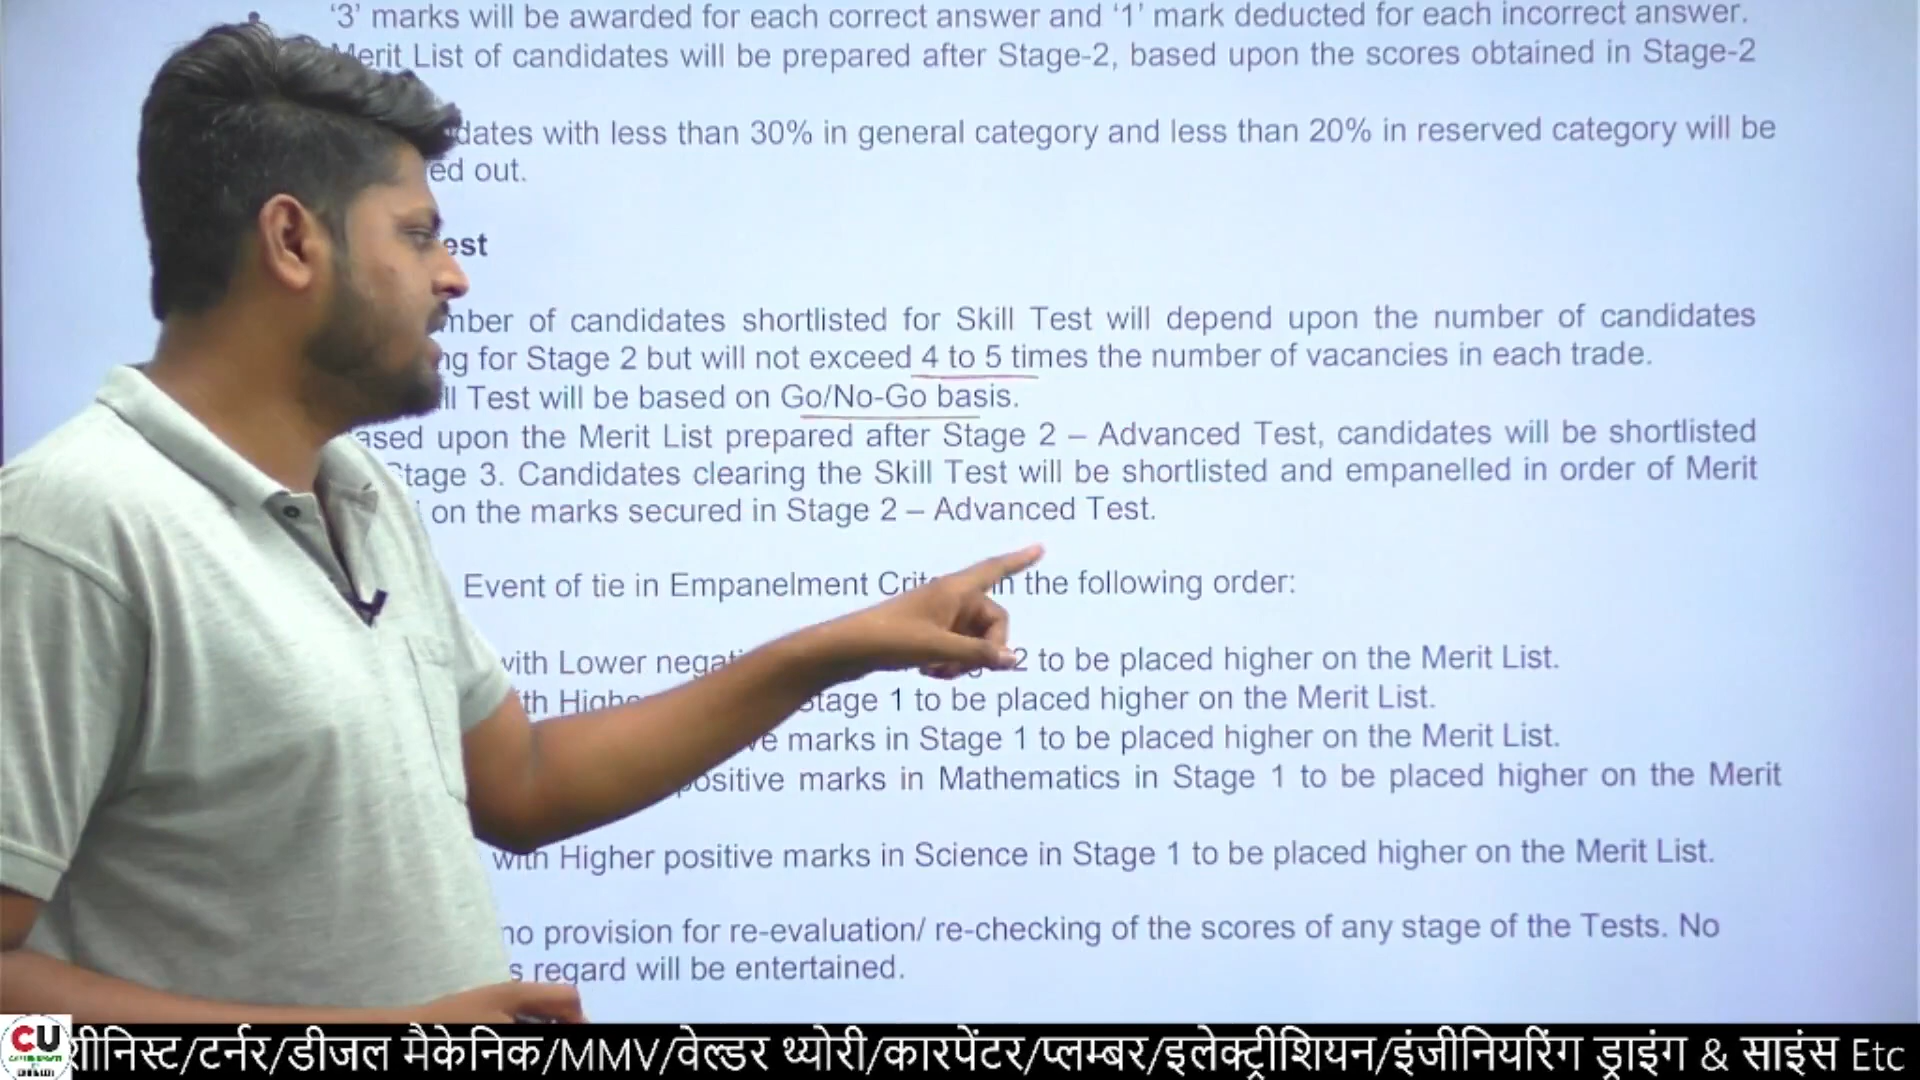 ‘3’ marks will be awarded for each correct answer and ‘1’ mark deducted for each incorrect answer.
Merit List of candidates will be prepared after Stage-2, based upon the scores obtained in Stage-2
dates with less than 30% in general category and less than 20% in reserved category will be
ed out.
est
mber of candidates shortlisted for Skill Test will depend upon the number of candidates
ng for Stage 2 but will not exceed 4 to 5 times the number of vacancies in each trade.
ll Test will be based on Go/No-Go basis.
ased upon the Merit List prepared after Stage 2 – Advanced Test, candidates will be shortlisted
Stage 3. Candidates clearing the Skill Test will be shortlisted and empanelled in order of Merit
on the marks secured in Stage 2 – Advanced Test.
Event of tie in Empanelment in the following order:
with Lower 2 to be placed higher on the Merit List.
th Stage 1 to be placed higher on the Merit List.
ve marks in Stage 1 to be placed higher on the Merit List.
positive marks in Mathematics in Stage 1 to be placed higher on the Merit
with Higher positive marks in Science in Stage 1 to be placed higher on the Merit List.
no provision for re-evaluation/ re-checking of the scores of any stage of the Tests. No
s regard will be entertained.
CU
शीनिस्ट/टर्नर/डीजल मैकेनिक/MMV/वेल्डर थ्योरी/कारपेंटर/प्लम्बर/इलेक्ट्रीशियन/इंजीनियरिंग ड्राइंग & साइंस Etc